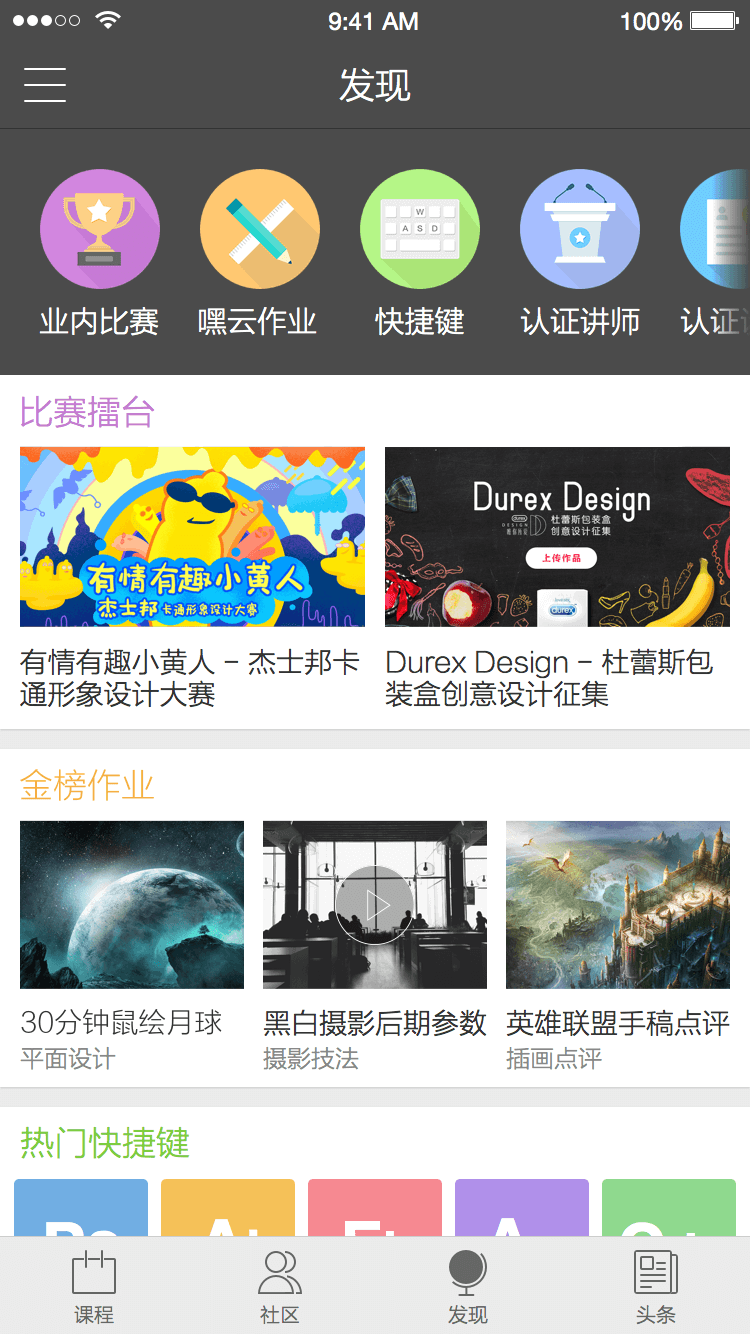 9:41 AM
100%
发现
W
A S D
业内比赛
嘿云作业
快捷键
认证讲师
认证
比赛擂台
有情有趣小黄人
杰士邦 卡通形象设计大赛
Durex Design
durex
DESIGN
杜蕾斯包装盒
创意设计征集
上传作品
durex
有情有趣小黄人 - 杰士邦卡
通形象设计大赛
Durex Design - 杜蕾斯包
装盒创意设计征集
金榜作业
30分钟鼠绘月球
平面设计
黑白摄影后期参数
摄影技法
英雄联盟手稿点评
插画点评
热门快捷键
课程
社区
发现
头条